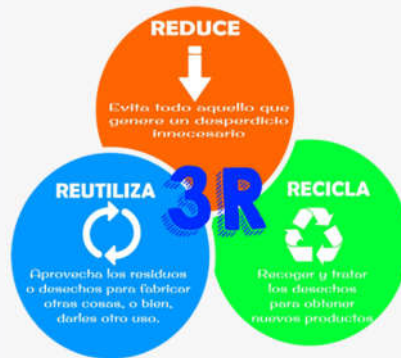 REDUCE
Evita todo aquello que
genere un desperdicio
innecesario
3R
REUTILIZA
Aprovecha los residuos
o desechos para fabricar
otras cosas, o bien,
darles otro uso.
RECICLA
Recoger y tratar
los desechos
para obtener
nuevos productos.